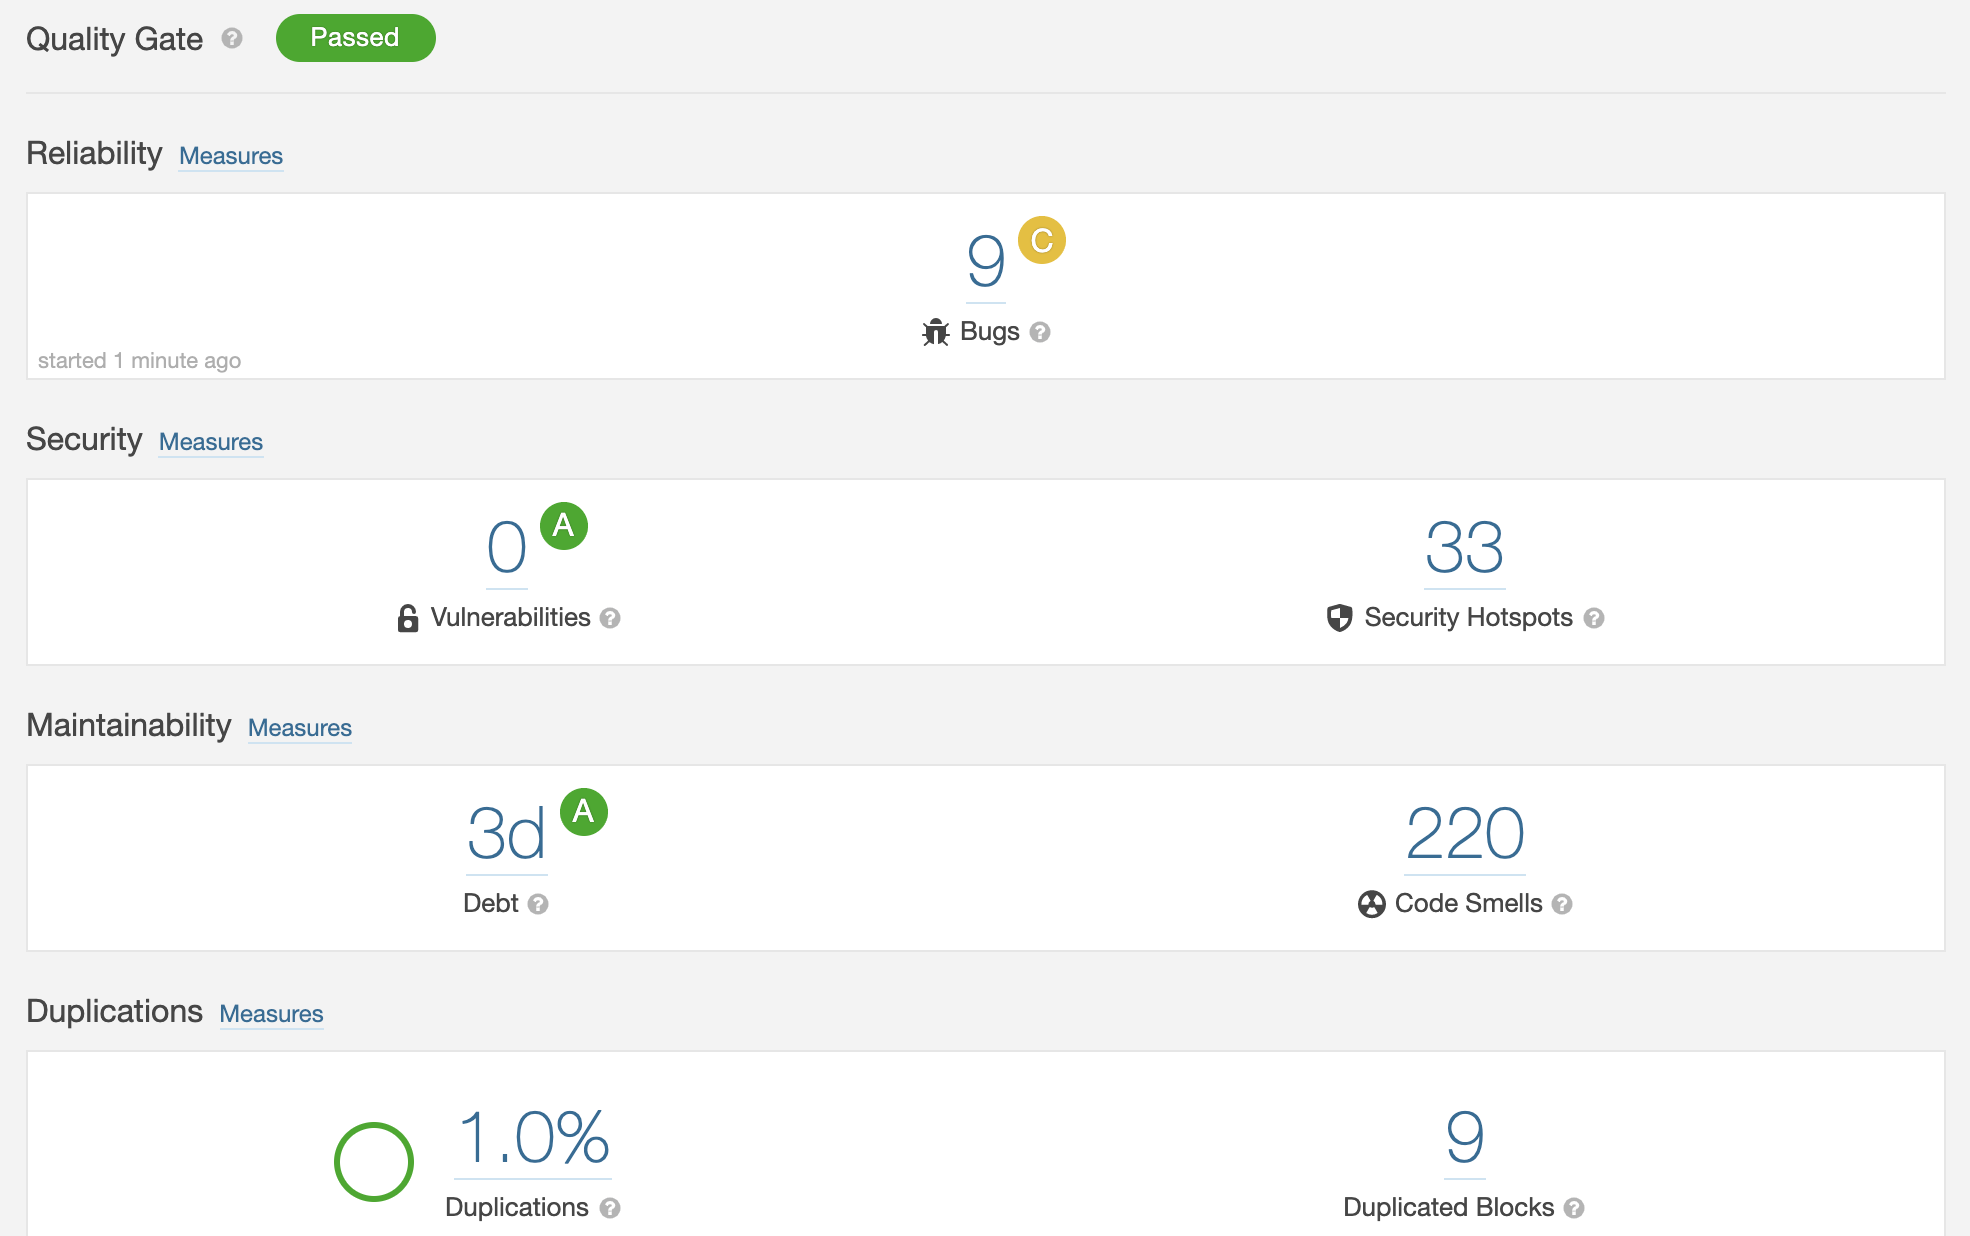 Quality Gate ? Passed
Reliability Measures
9 C
Bugs ?
started 1 minute ago
Security Measures
0 A
Vulnerabilities ?
33
Security Hotspots ?
Maintainability Measures
3d A
Debt ?
220
Code Smells ?
Duplications Measures
1.0%
Duplications ?
9
Duplicated Blocks ?